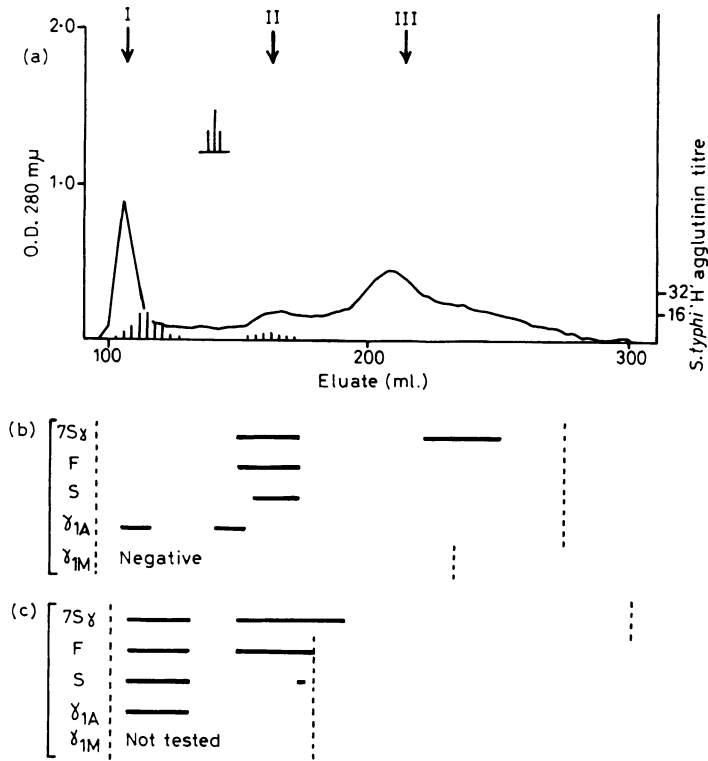 I II III
2·0
(a)
1·0
O.D. 280 mμ
32
16
S.typhi 'H' agglutinin titre
100 200 300
Eluate (ml.)
(b)
7Sγ
F
S
γ1A
γ1M Negative
(c)
7Sγ
F
S
γ1A
γ1M Not tested